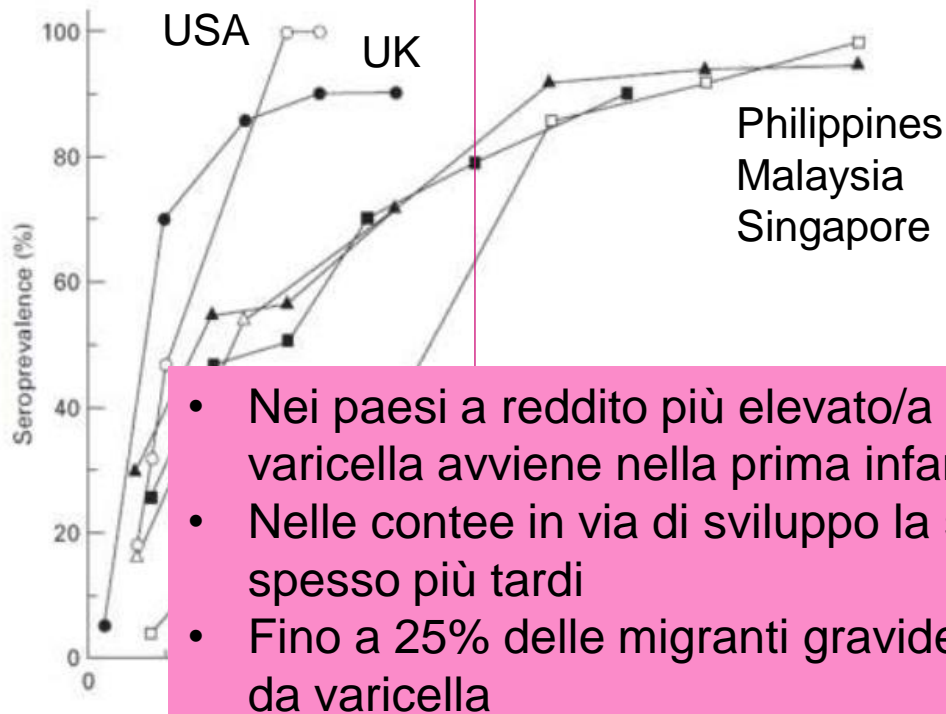 USA
UK
100
80
60
40
20
0
0
Seroprevalence (%)
Philippines
Malaysia
Singapore
• Nei paesi a reddito più elevato/a
varicella avviene nella prima
• Nelle contee in via di sviluppo la
spesso più tardi
• Fino a 25% delle migranti gravide
da varicella